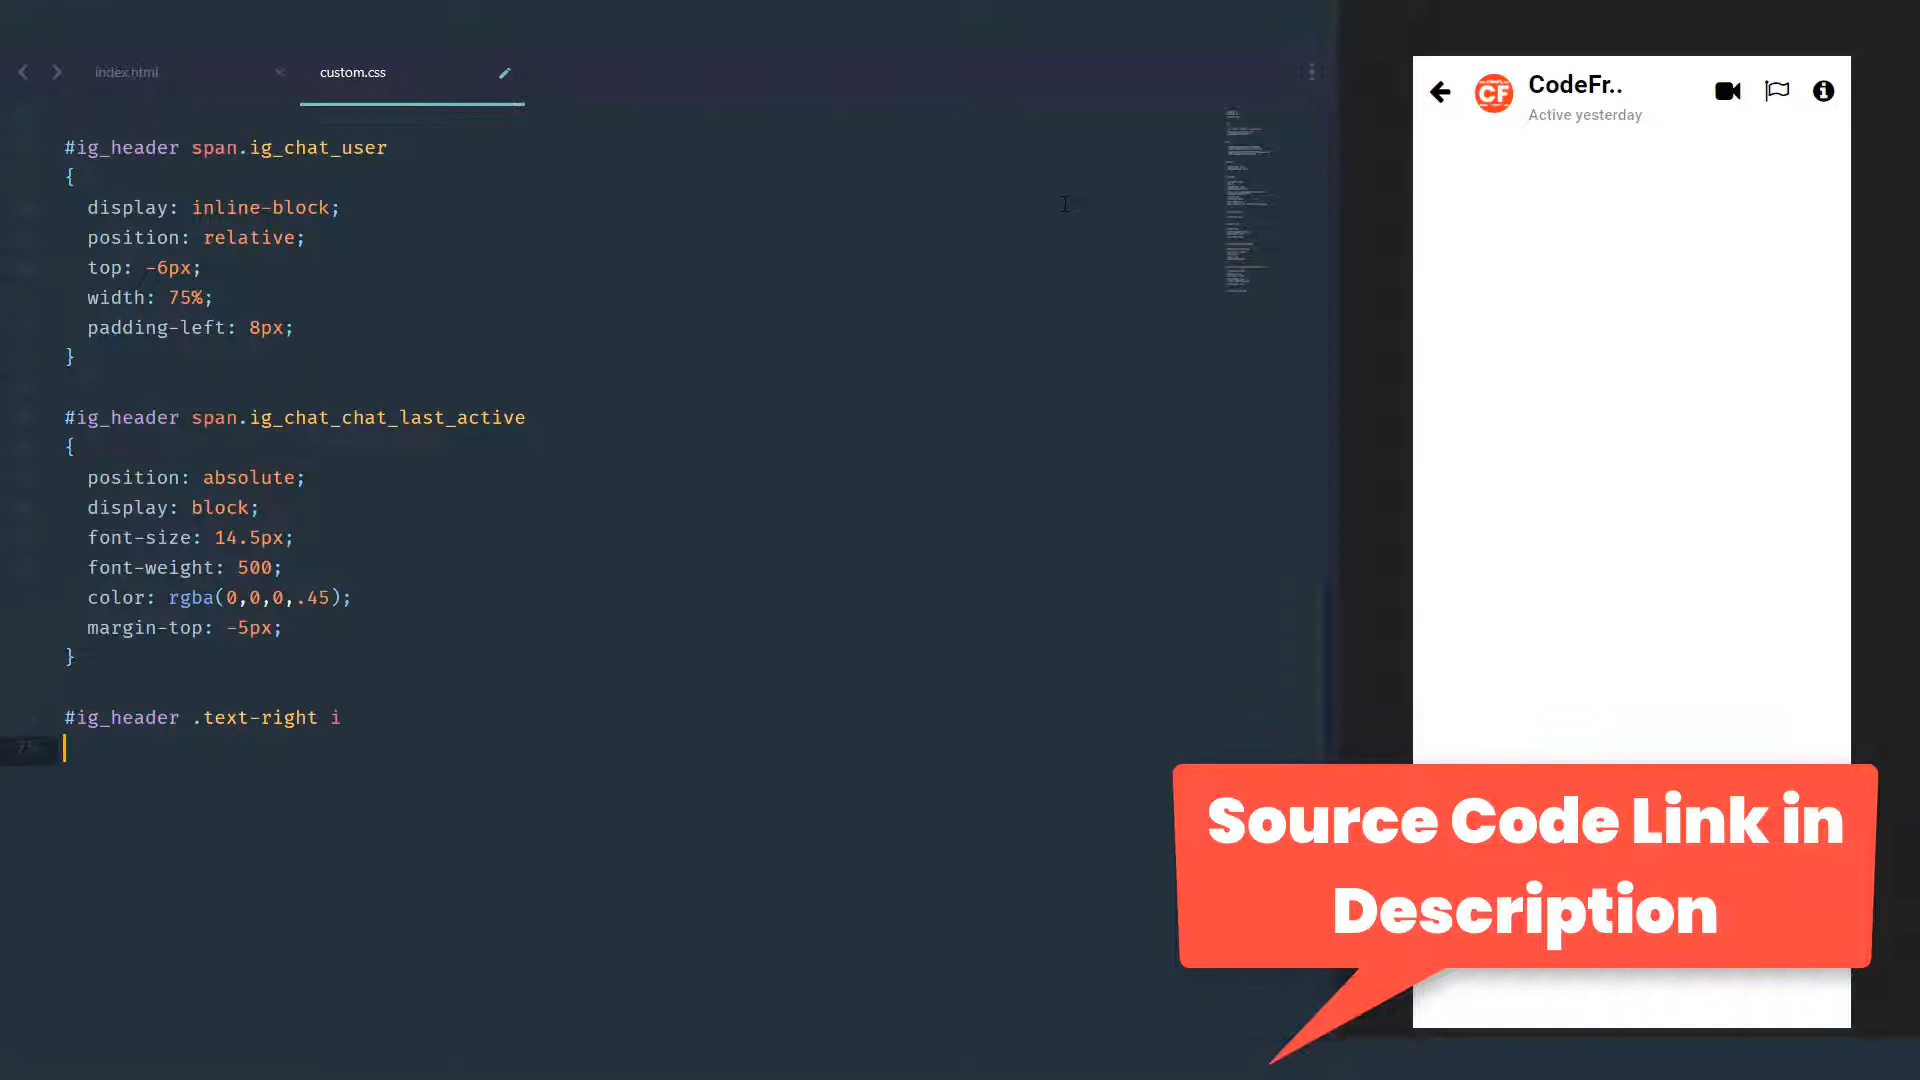 index.html
custom.css
#ig_header span.ig_chat_user
{
display: inline-block;
position: relative;
top: -6px;
width: 75%;
padding-left: 8px;
}
#ig_header span.ig_chat_chat_last_active
{
position: absolute;
display: block;
font-size: 14.5px;
font-weight: 500;
color: rgba(0,0,0,.45);
margin-top: -5px;
}
#ig_header .text-right i
CF
CodeFr..
Active yesterday
Source Code Link in
Description